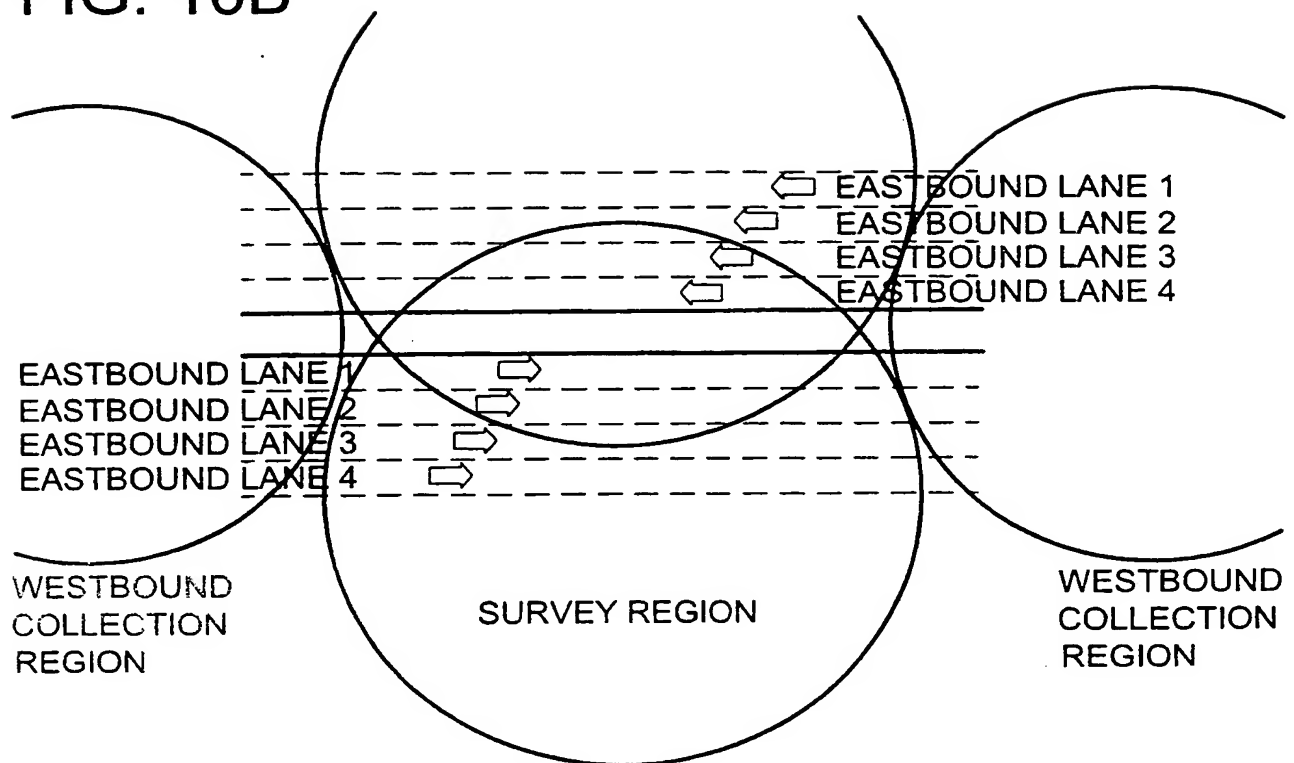 EASTBOUND LANE 1
EASTBOUND LANE 2
EASTBOUND LANE 3
EASTBOUND LANE 4
EASTBOUND LANE 1
EASTBOUND LANE 2
EASTBOUND LANE 3
EASTBOUND LANE 4
WESTBOUND
COLLECTION
REGION
SURVEY REGION
WESTBOUND
COLLECTION
REGION